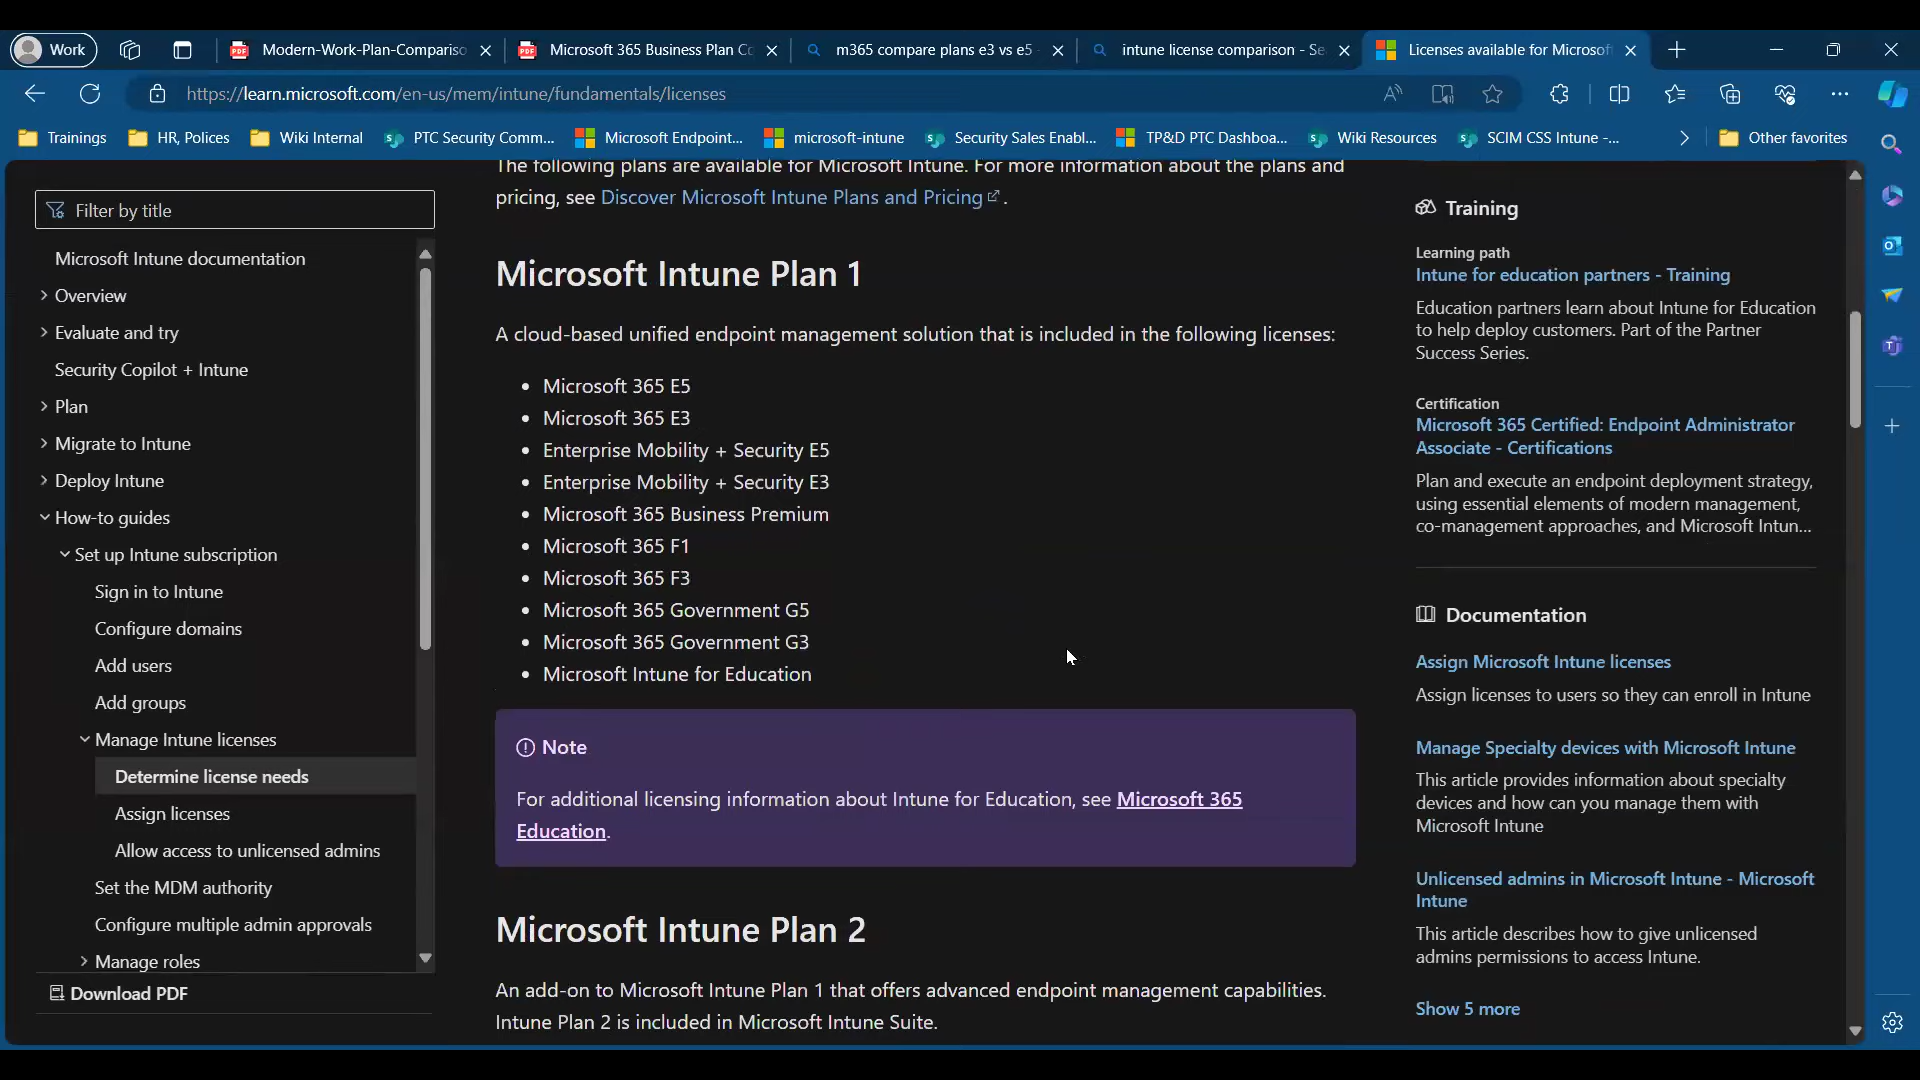 Work
Modern-Work-Plan-Compariso
Microsoft 365 Business Plan Co
m365 compare plans e3 vs e5 -
intune license comparison - Se
Licenses available for Microsoft
https://learn.microsoft.com/en-us/mem/intune/fundamentals/licenses
Trainings
HR, Polices
Wiki Internal
PTC Security Comm...
Microsoft Endpoint...
microsoft-intune
Security Sales Enabl...
TP&D PTC Dashboa...
Wiki Resources
SCIM CSS Intune -...
Other favorites
Filter by title
Microsoft Intune documentation
Overview
Evaluate and try
Security Copilot + Intune
Plan
Migrate to Intune
Deploy Intune
How-to guides
Set up Intune subscription
Sign in to Intune
Configure domains
Add users
Add groups
Manage Intune licenses
Determine license needs
Assign licenses
Allow access to unlicensed admins
Set the MDM authority
Configure multiple admin approvals
Manage roles
Download PDF
The following plans are available for Microsoft Intune. For more information about the plans and
pricing, see Discover Microsoft Intune Plans and Pricing.
Microsoft Intune Plan 1
A cloud-based unified endpoint management solution that is included in the following licenses:
• Microsoft 365 E5
• Microsoft 365 E3
• Enterprise Mobility + Security E5
• Enterprise Mobility + Security E3
• Microsoft 365 Business Premium
• Microsoft 365 F1
• Microsoft 365 F3
• Microsoft 365 Government G5
• Microsoft 365 Government G3
• Microsoft Intune for Education
Note
For additional licensing information about Intune for Education, see Microsoft 365
Education.
Microsoft Intune Plan 2
An add-on to Microsoft Intune Plan 1 that offers advanced endpoint management capabilities.
Intune Plan 2 is included in Microsoft Intune Suite.
Training
Learning path
Intune for education partners - Training
Education partners learn about Intune for Education
to help deploy customers. Part of the Partner
Success Series.
Certification
Microsoft 365 Certified: Endpoint Administrator
Associate - Certifications
Plan and execute an endpoint deployment strategy,
using essential elements of modern management,
co-management approaches, and Microsoft Intun...
Documentation
Assign Microsoft Intune licenses
Assign licenses to users so they can enroll in Intune
Manage Specialty devices with Microsoft Intune
This article provides information about specialty
devices and how can you manage them with
Microsoft Intune
Unlicensed admins in Microsoft Intune - Microsoft
Intune
This article describes how to give unlicensed
admins permissions to access Intune.
Show 5 more